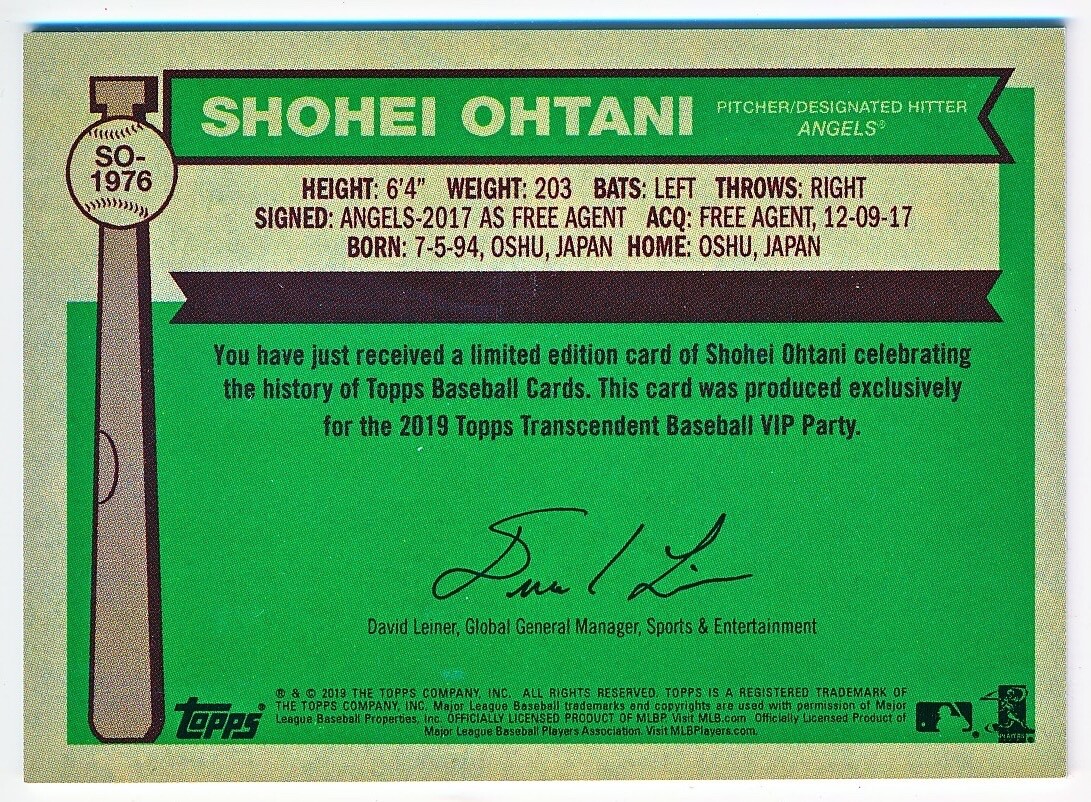 SHOHEI OHTANI
PITCHER/DESIGNATED HITTER
ANGELS®
SO-
1976
HEIGHT: 6'4" WEIGHT: 203 BATS: LEFT THROWS: RIGHT
SIGNED: ANGELS-2017 AS FREE AGENT ACQ: FREE AGENT, 12-09-17
BORN: 7-5-94, OSHU, JAPAN HOME: OSHU, JAPAN
You have just received a limited edition card of Shohei Ohtani celebrating
the history of Topps Baseball Cards. This card was produced exclusively
for the 2019 Topps Transcendent Baseball VIP Party.
David Leiner, Global General Manager, Sports & Entertainment
topps®
® & © 2019 THE TOPPS COMPANY, INC. ALL RIGHTS RESERVED. TOPPS IS A REGISTERED TRADEMARK OF
THE TOPPS COMPANY, INC. Major League Baseball trademarks and copyrights are used with permission of Major
League Baseball Properties, Inc. OFFICIALLY LICENSED PRODUCT OF MLBP. Visit MLB.com Officially Licensed Product of
Major League Baseball Players Association. Visit MLBPlayers.com.
PLAYERS